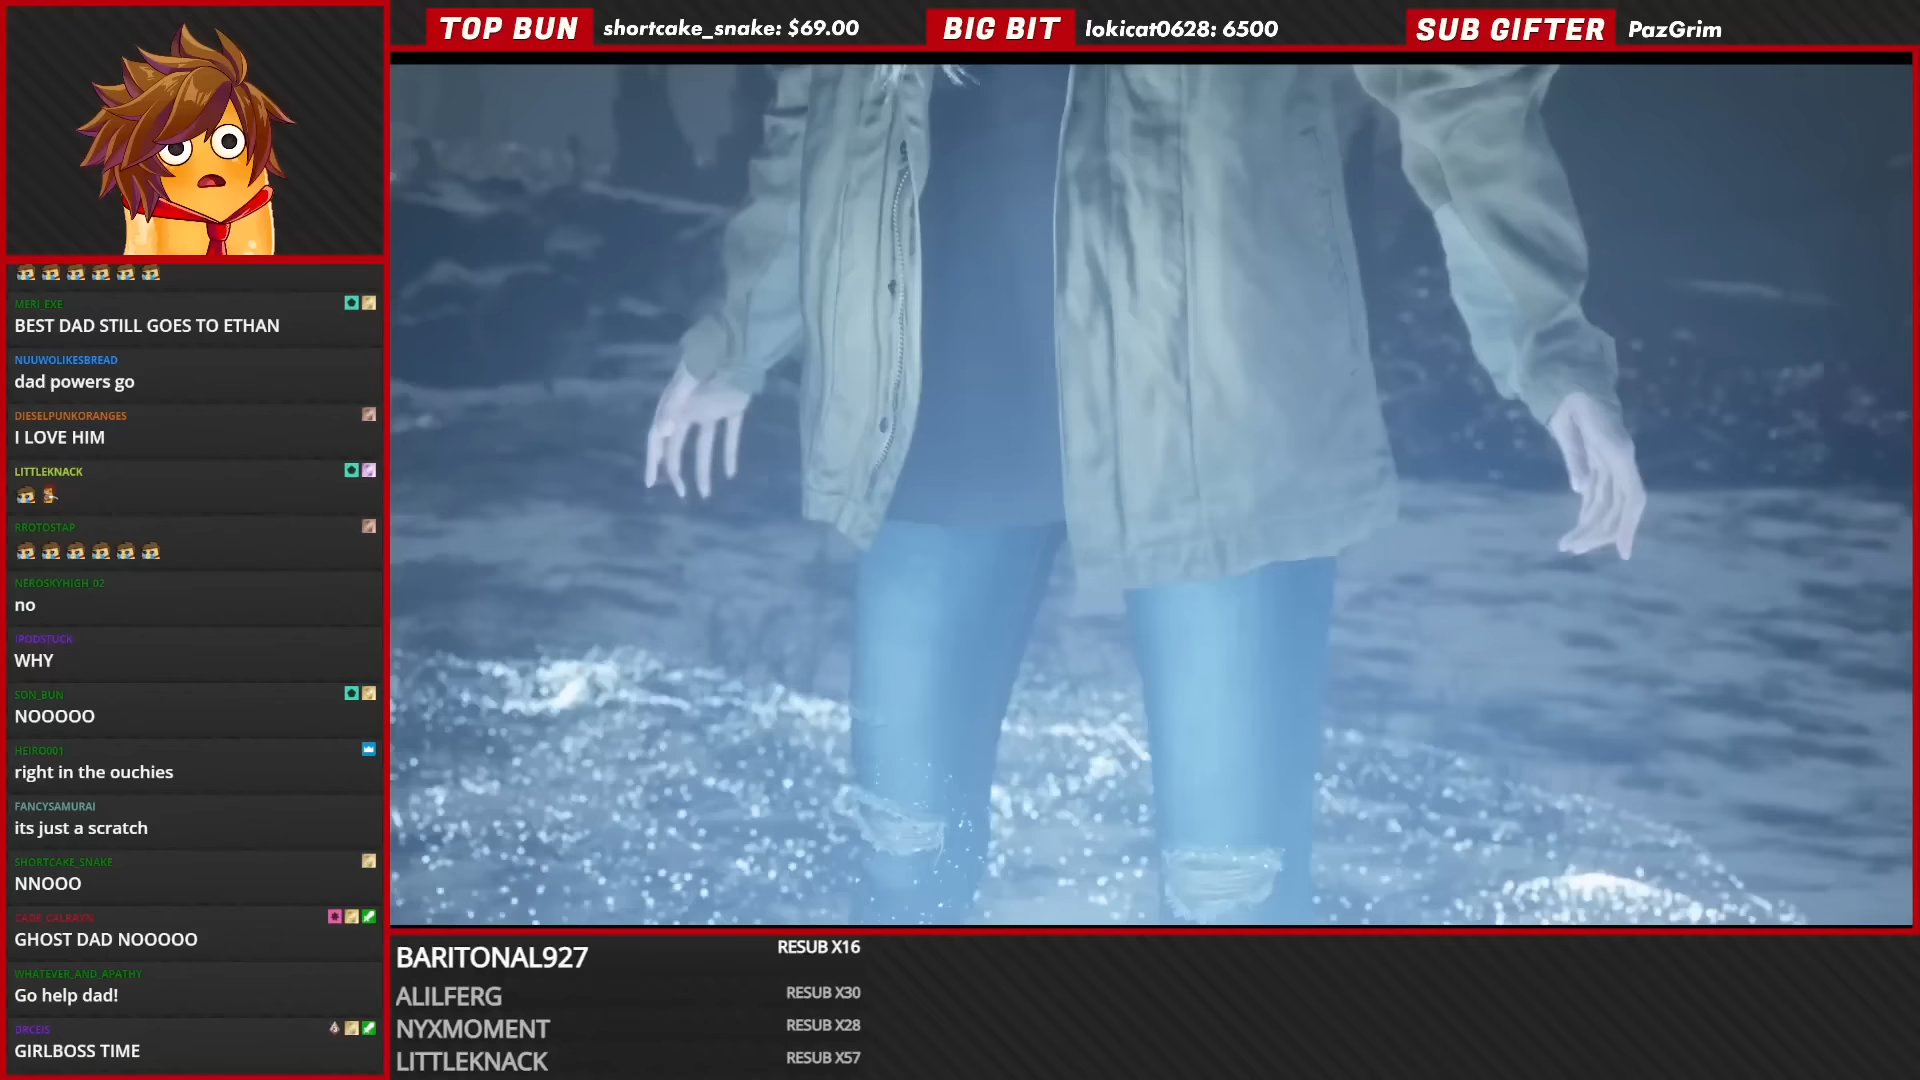 TOP BUN shortcake_snake: $69.00 BIG BIT lokicat0628: 6500 SUB GIFTER PazGrim
MERI_EXE
BEST DAD STILL GOES TO ETHAN
NUUWOLIKESBREAD
dad powers go
DIESELPUNKORANGES
I LOVE HIM
LITTLEKNACK
RROTOSTAP
NEROSKYHIGH_02
no
IPODSTUCK
WHY
SON_BUN
NOOOOO
HEIRO001
right in the ouchies
FANCYSAMURAI
its just a scratch
SHORTCAKE_SNAKE
NNOOO
CADE_CALRAYN
GHOST DAD NOOOOO
WHATEVER_AND_APATHY
Go help dad!
DRCEIS
GIRLBOSS TIME
BARITONAL927 RESUB X16
ALILFERG RESUB X30
NYXMOMENT RESUB X28
LITTLEKNACK RESUB X57